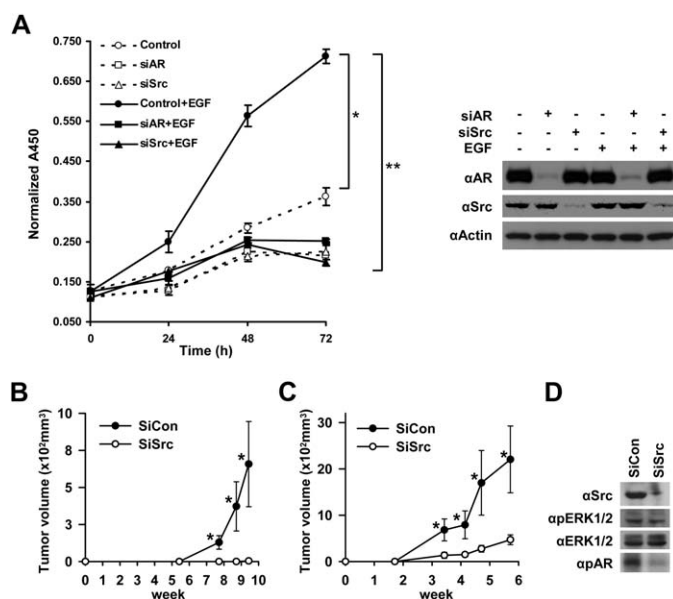 A
Normalized A450
0.750
0.650
0.550
0.450
0.350
0.250
0.150
0.050
0
24
48
72
Time (h)
Control
siAR
siSrc
Control+EGF
siAR+EGF
siSrc+EGF
*
**
siAR - + - - + -
siSrc - - + - - +
EGF - - - + + +
αAR
αSrc
αActin
B
Tumor volume (x10²mm³)
10
8
5
3
0
SiCon
SiSrc
*
*
*
0 1 2 3 4 5 6 7 8 9 10
week
C
Tumor volume (x10²mm³)
30
20
10
0
SiCon
SiSrc
*
*
*
*
0 1 2 3 4 5 6
week
D
SiCon
SiSrc
αSrc
αpERK1/2
αERK1/2
αpAR